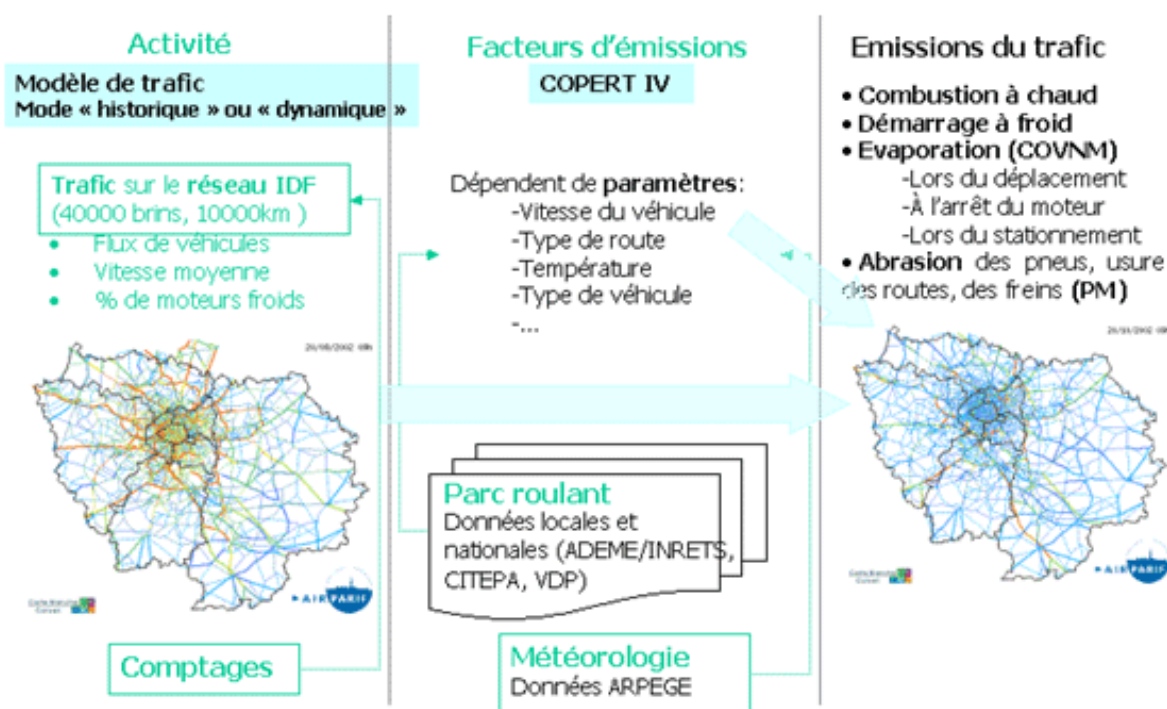 Activité
Modèle de trafic
Mode « historique » ou « dynamique »
Trafic sur le réseau IDF
(40000 brins, 10000km )
• Flux de véhicules
• Vitesse moyenne
• % de moteurs froids
AIRPARIF
Comptages
Facteurs d'émissions
COPERT IV
Dépendent de paramètres:
-Vitesse du véhicule
-Type de route
-Température
-Type de véhicule
-...
Parc roulant
Données locales et
nationales (ADEME/INRETS,
CITEPA, VDP)
Météorologie
Données ARPEGE
Emissions du trafic
• Combustion à chaud
• Démarrage à froid
• Evaporation (COVNM)
-Lors du déplacement
-À l'arrêt du moteur
-Lors du stationnement
• Abrasion des pneus, usure
des routes, des freins (PM)
AIRPARIF